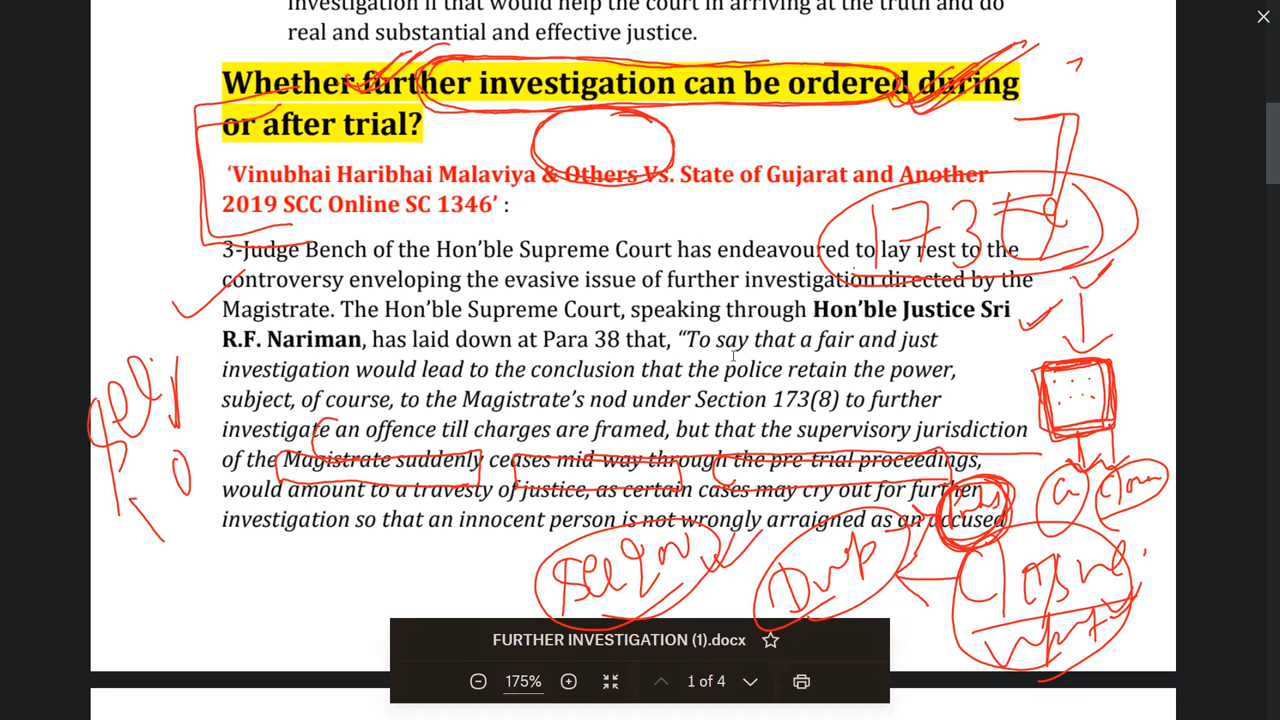 investigation if that would help the court in arriving at the truth and do
real and substantial and effective justice.
Whether further investigation can be ordered during
or after trial?
‘Vinubhai Haribhai Malaviya & Others Vs. State of Gujarat and Another
2019 SCC Online SC 1346’ :
173
3-Judge Bench of the Hon’ble Supreme Court has endeavoured to lay rest to the
controversy enveloping the evasive issue of further investigation directed by the
Magistrate. The Hon’ble Supreme Court, speaking through Hon’ble Justice Sri
R.F. Nariman, has laid down at Para 38 that, “To say that a fair and just
investigation would lead to the conclusion that the police retain the power,
subject, of course, to the Magistrate’s nod under Section 173(8) to further
investigate an offence till charges are framed, but that the supervisory jurisdiction
of the Magistrate suddenly ceases mid way through the pre-trial proceedings,
would amount to a travesty of justice, as certain cases may cry out for further
investigation so that an innocent person is not wrongly arraigned as an accused
FURTHER INVESTIGATION (1).docx
175%
1 of 4